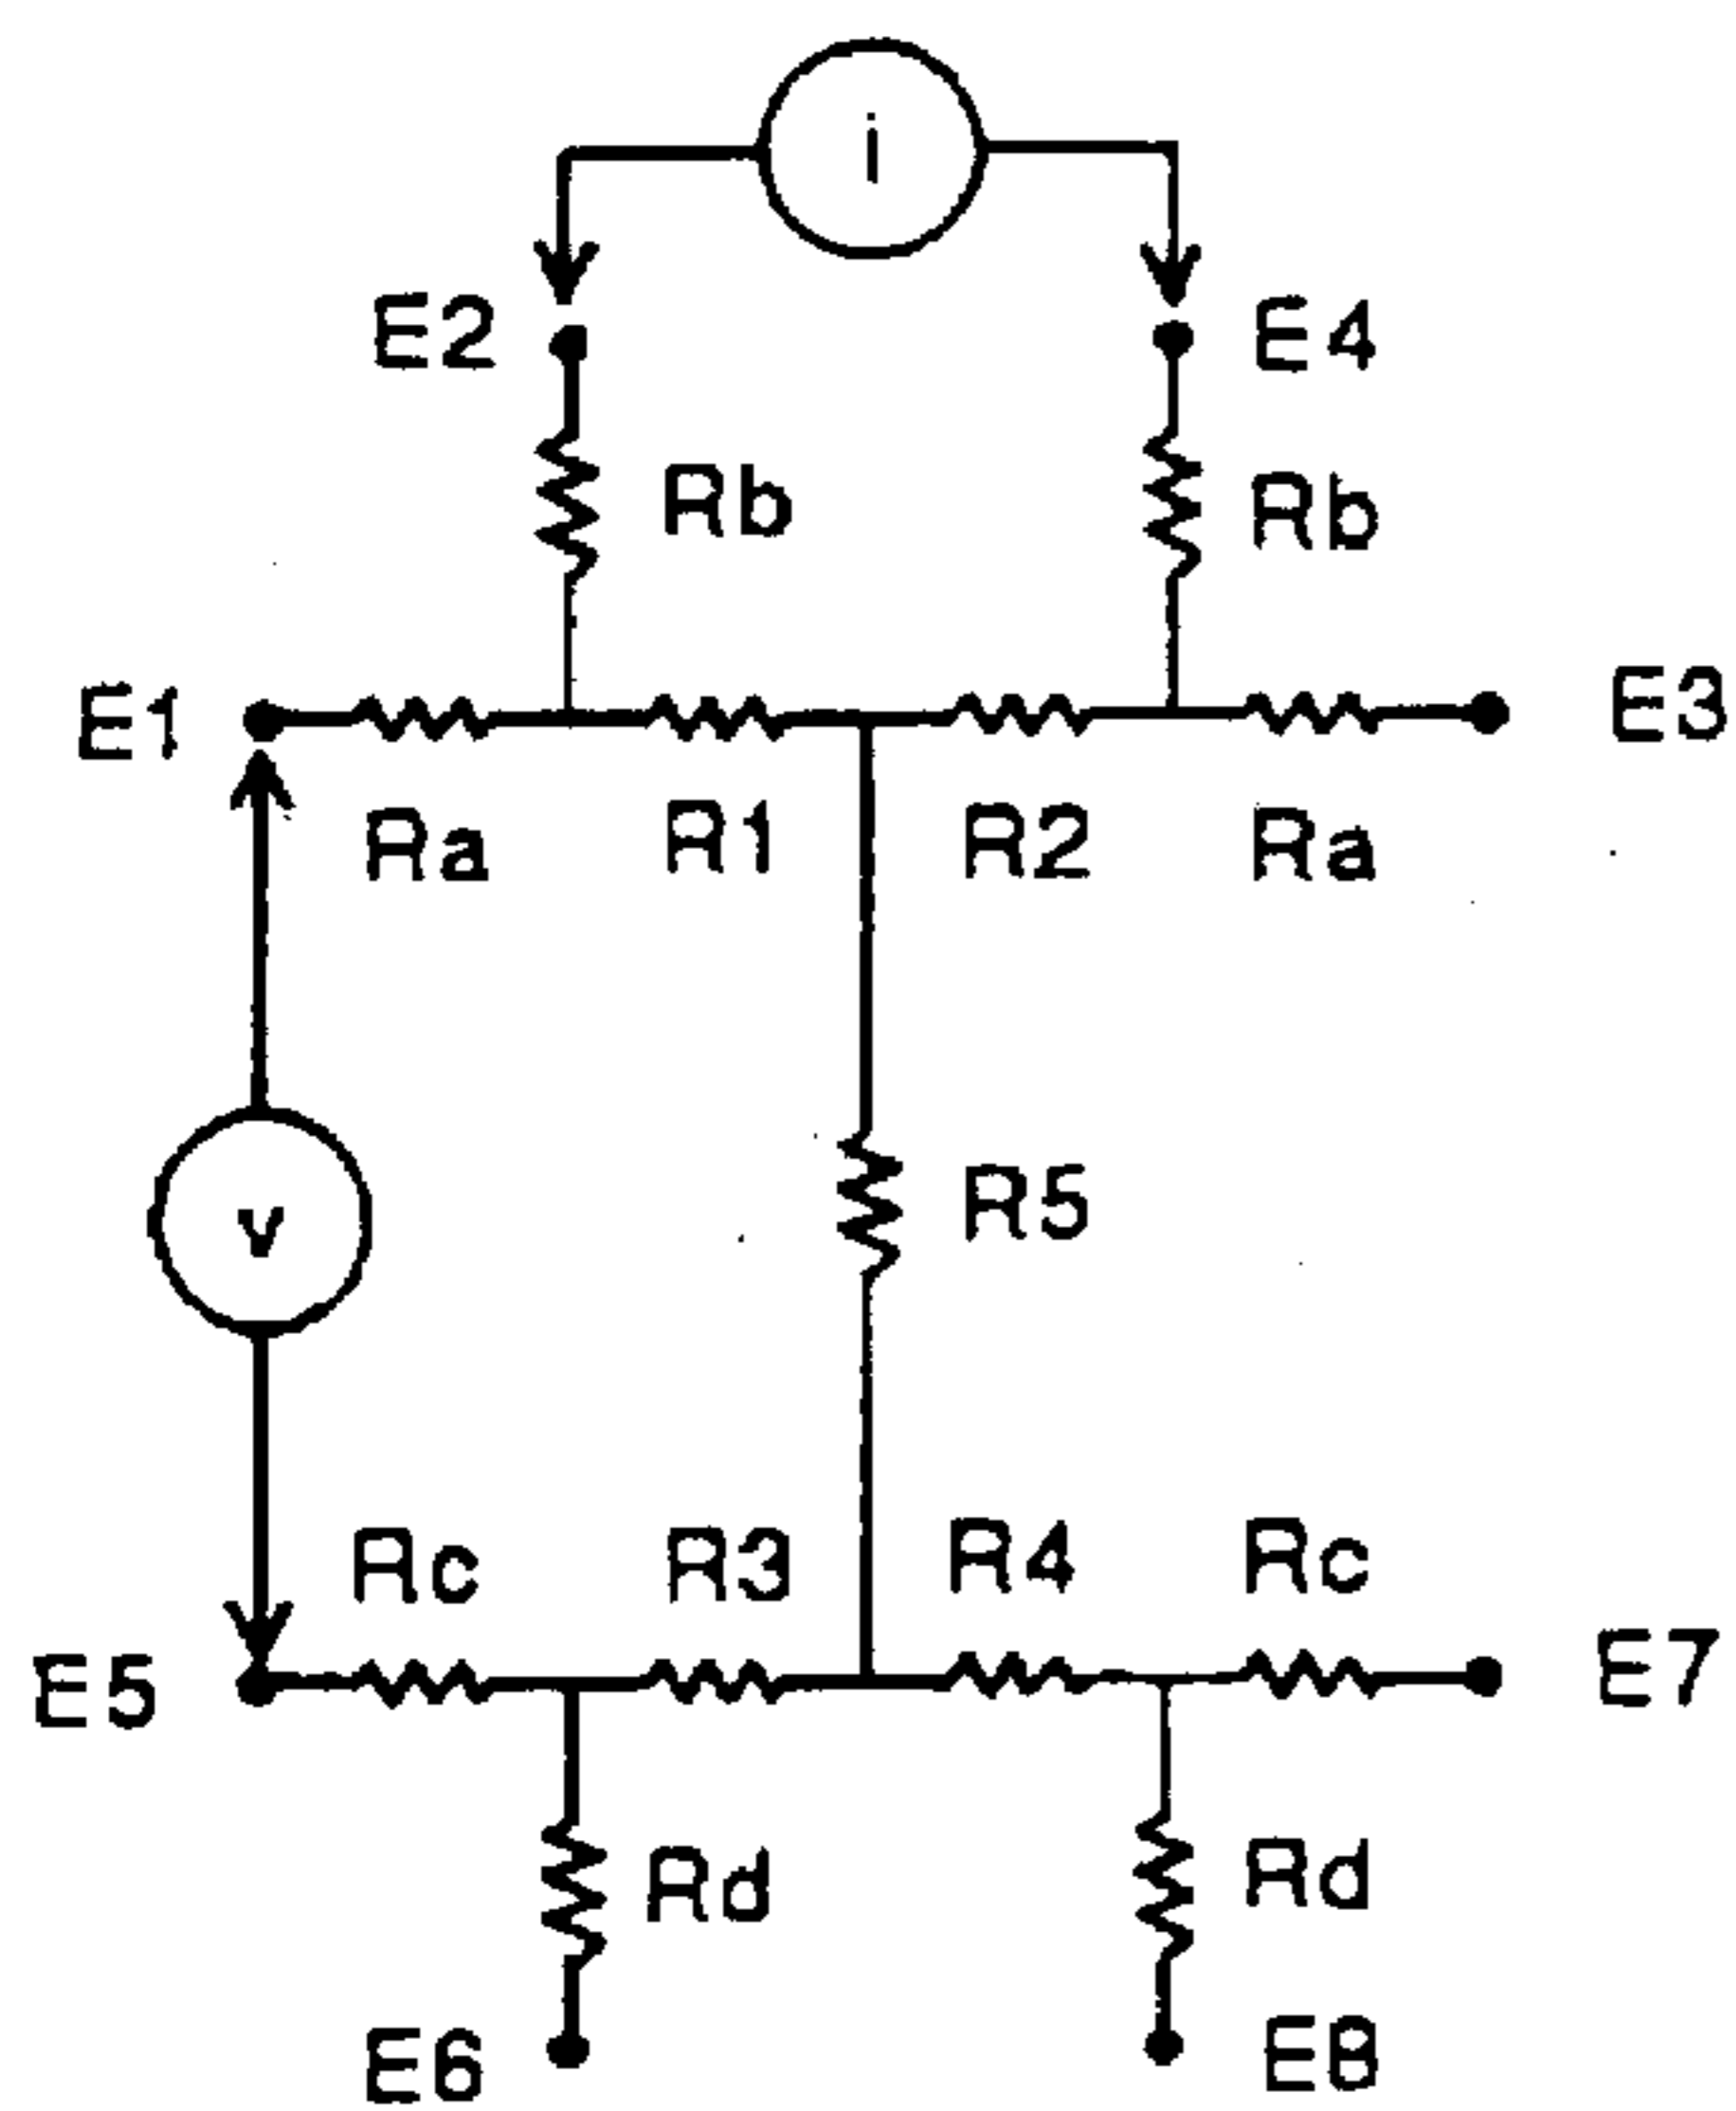 i
E2 E4
Rb Rb
E1 E3
Ra R1 R2 Ra
R5
v
Rc R3 R4 Rc
E5 E7
Rd Rd
E6 E8